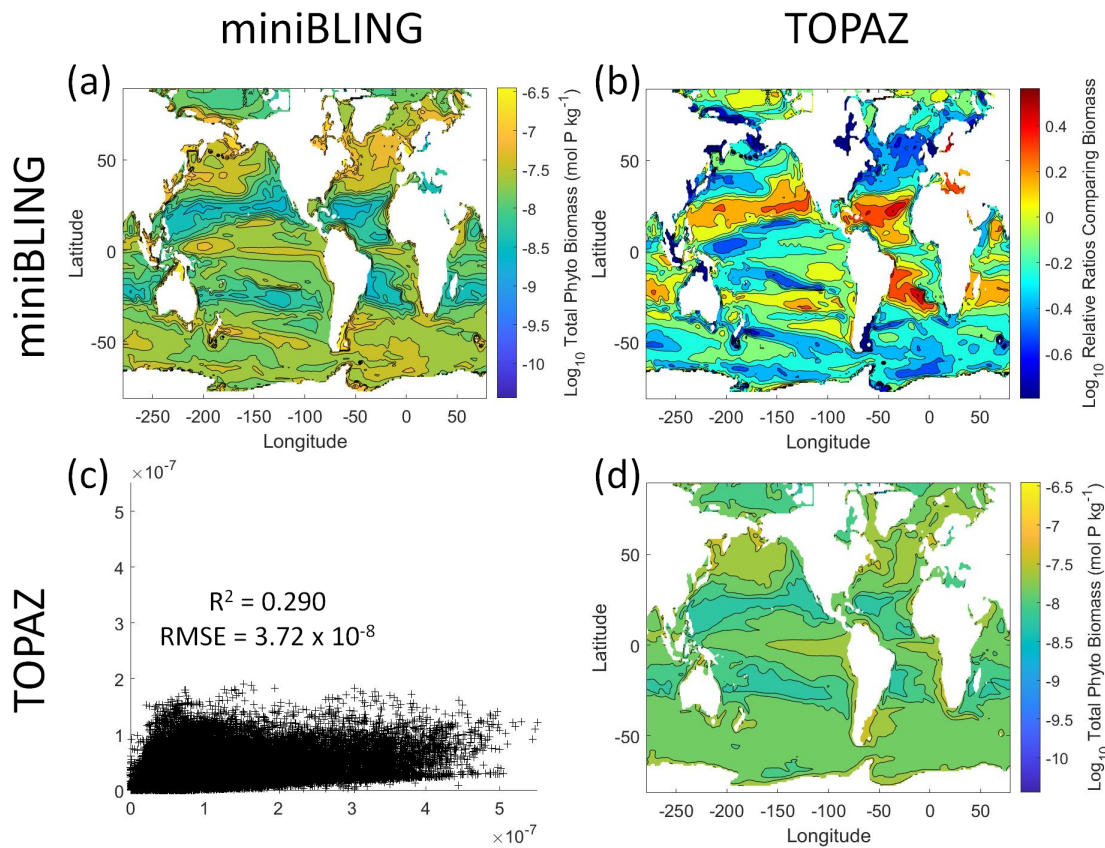 miniBLING
TOPAZ
miniBLING
TOPAZ
(a)
50
0
-50
Latitude
-250 -200 -150 -100 -50 0 50
Longitude
-6.5
-7
-7.5
-8
-8.5
-9
-9.5
-10
Log10 Total Phyto Biomass (mol P kg-1)
(b)
50
0
-50
Latitude
-250 -200 -150 -100 -50 0 50
Longitude
0.4
0.2
0
-0.2
-0.4
-0.6
Log10 Relative Ratios Comparing Biomass
(c)
×10-7
5
4
3
2
1
0
R2 = 0.290
RMSE = 3.72 x 10-8
0 1 2 3 4 5
×10-7
(d)
50
0
-50
Latitude
-250 -200 -150 -100 -50 0 50
Longitude
-6.5
-7
-7.5
-8
-8.5
-9
-9.5
-10
Log10 Total Phyto Biomass (mol P kg-1)